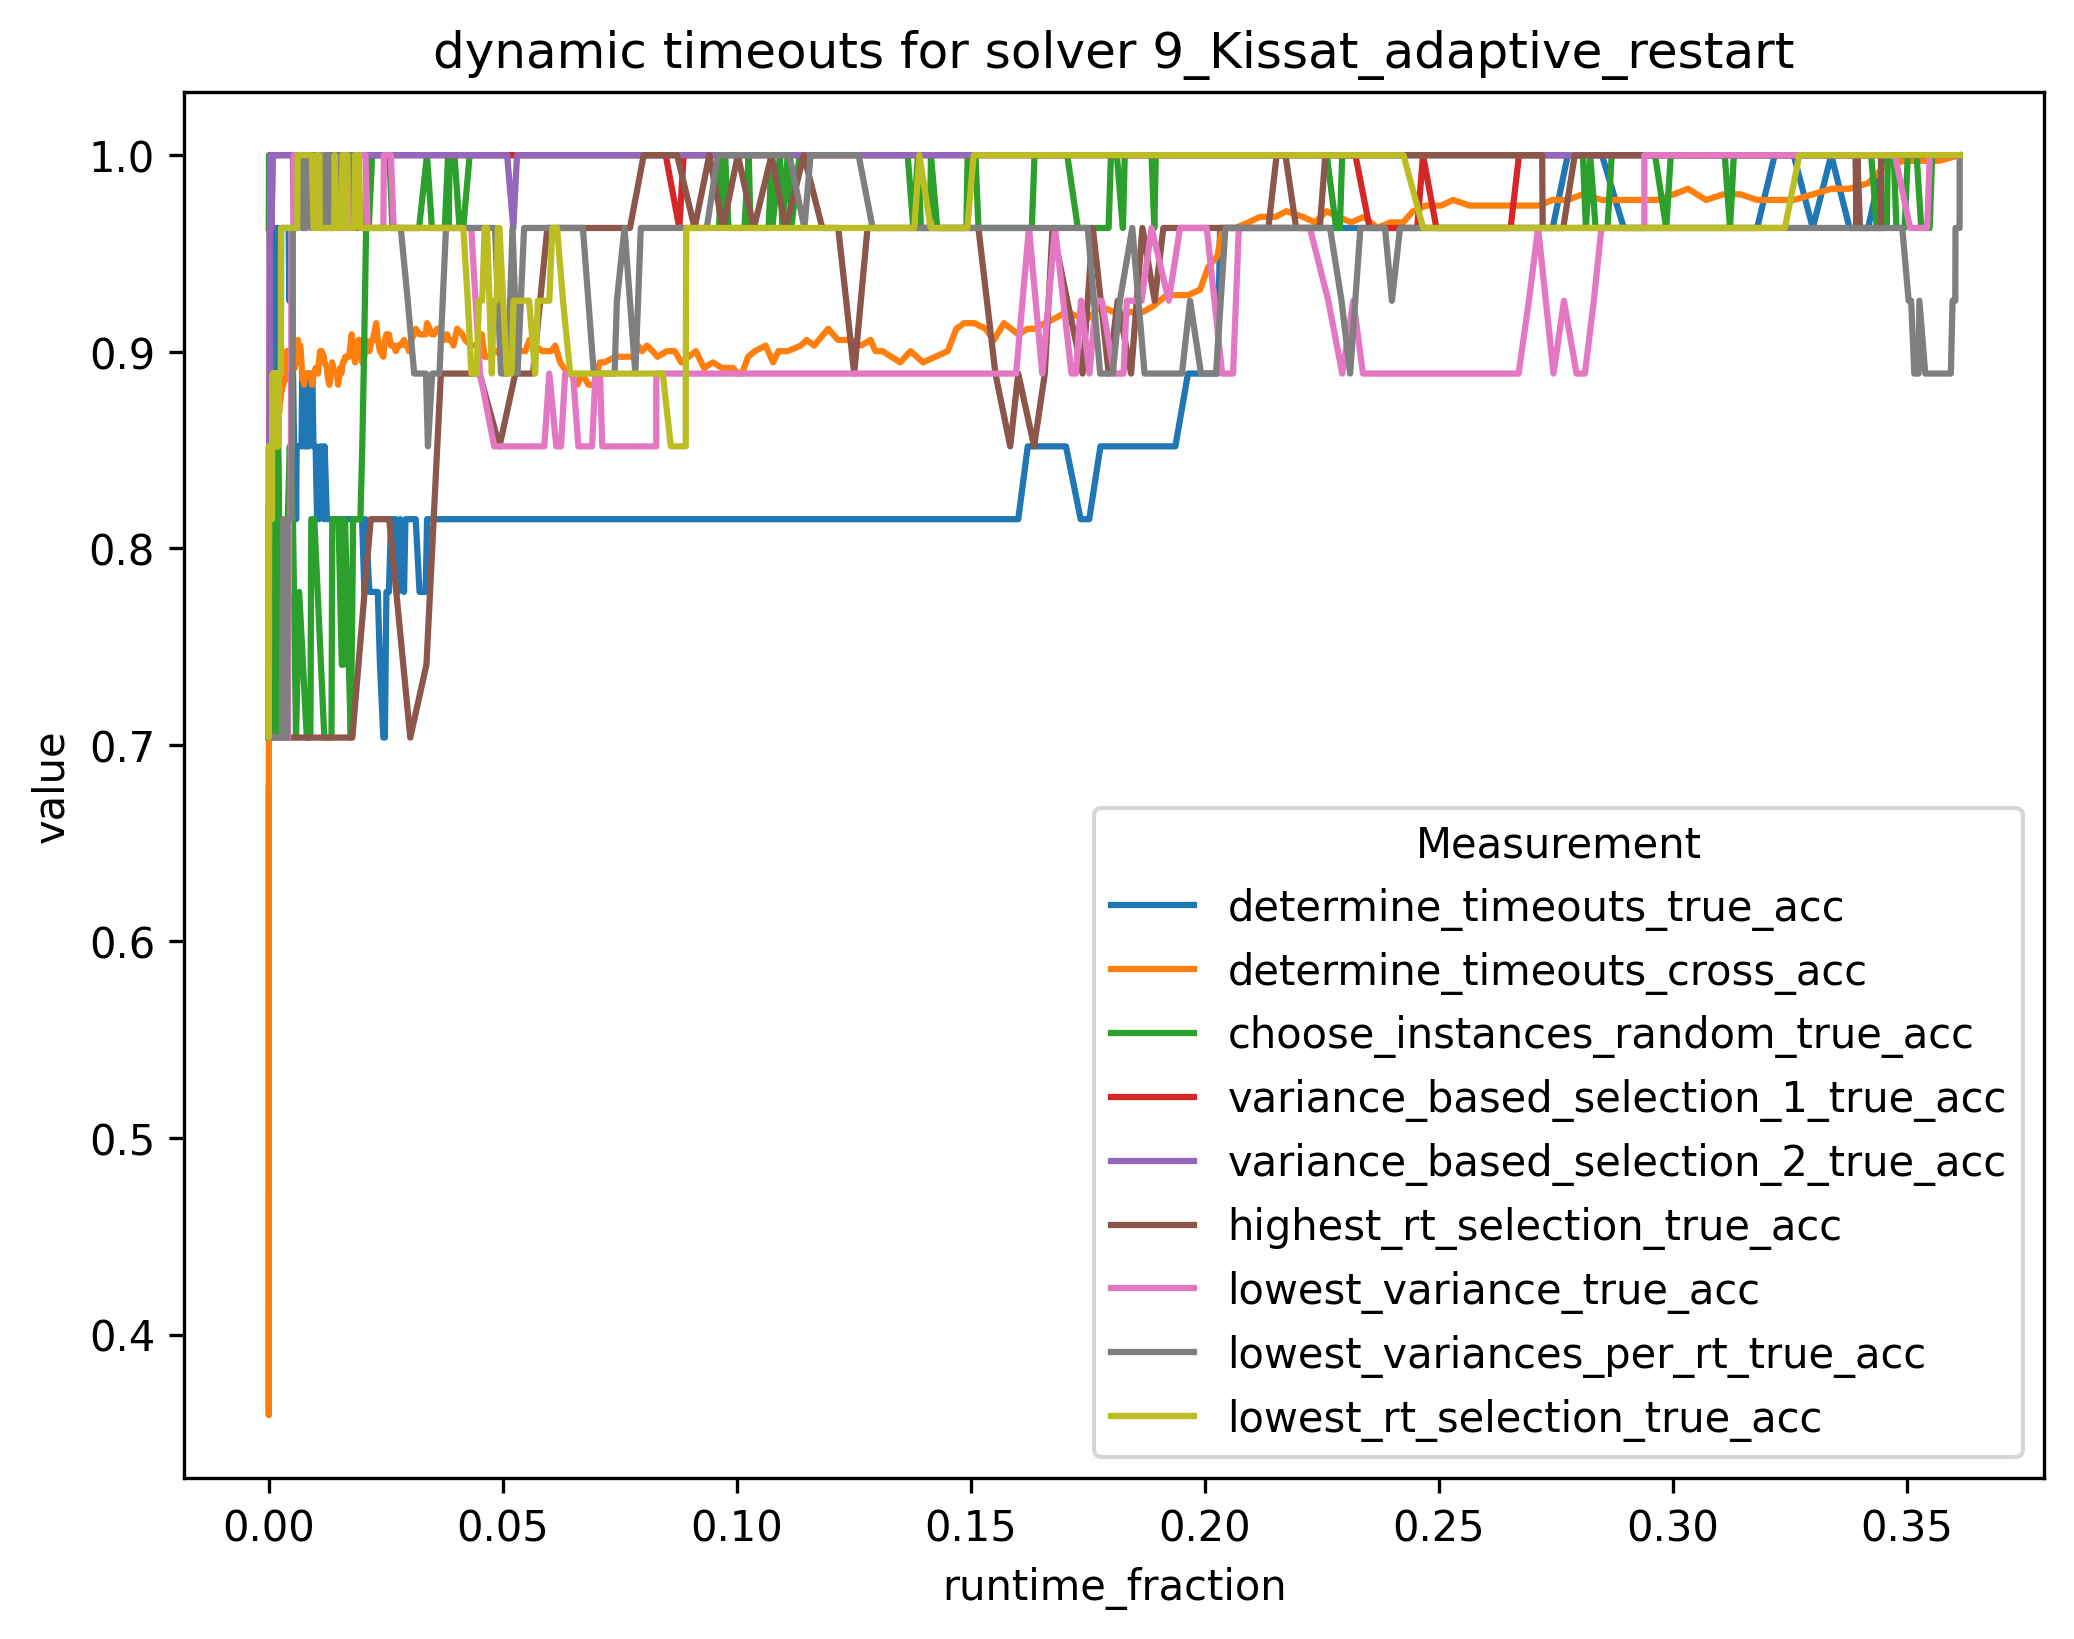 dynamic timeouts for solver 9_Kissat_adaptive_restart
1.0
0.9
0.8
0.7
0.6
0.5
0.4
value
Measurement
determine_timeouts_true_acc
determine_timeouts_cross_acc
choose_instances_random_true_acc
variance_based_selection_1_true_acc
variance_based_selection_2_true_acc
highest_rt_selection_true_acc
lowest_variance_true_acc
lowest_variances_per_rt_true_acc
lowest_rt_selection_true_acc
0.00 0.05 0.10 0.15 0.20 0.25 0.30 0.35
runtime_fraction